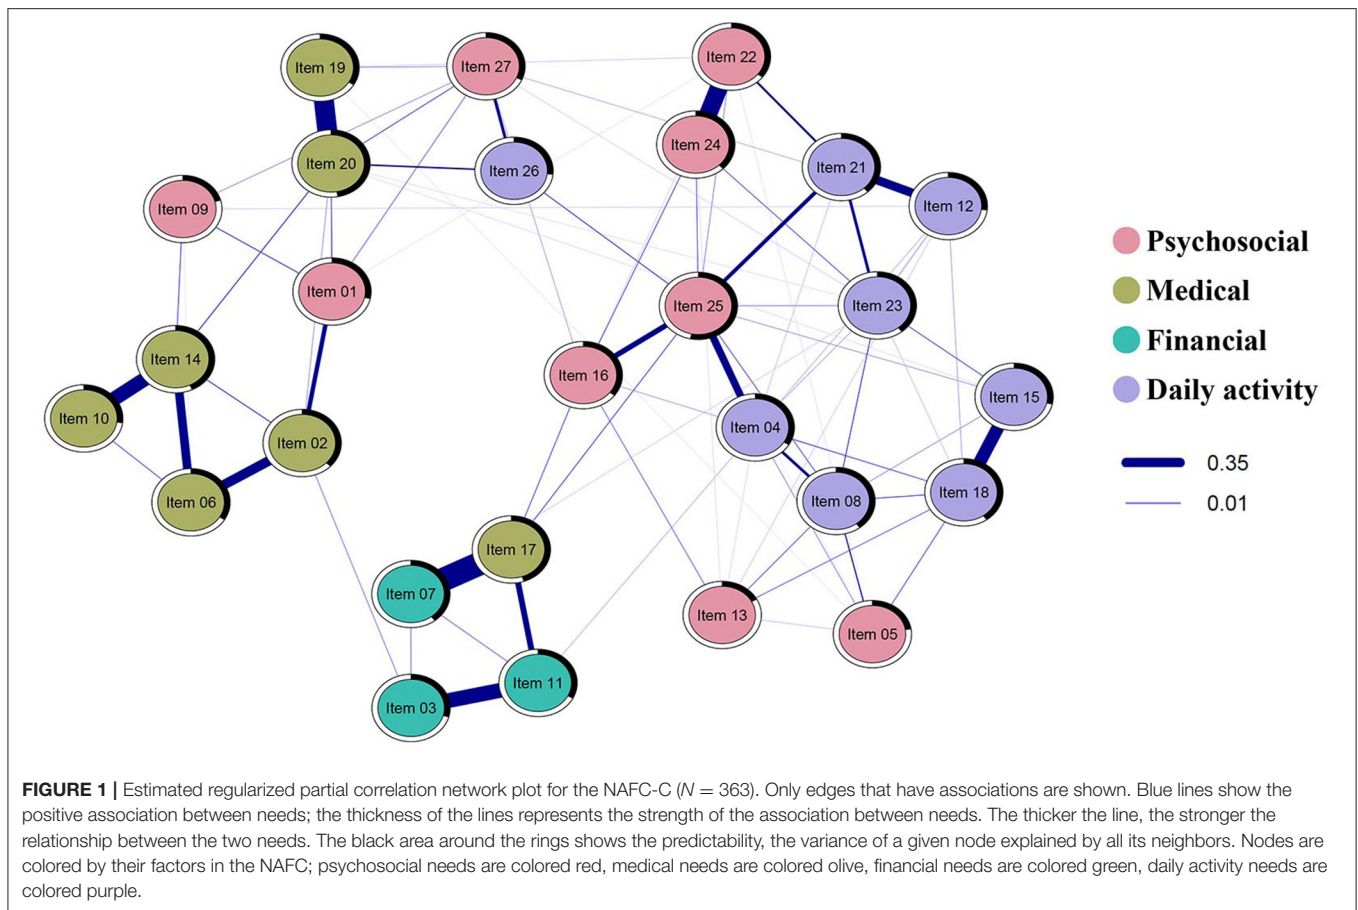 Item 22
Item 19
Item 27
Item 24
Item 20
Item 26
Item 21
Item 12
Item 09
Item 01
Item 25
Item 23
Item 14
Item 16
Item 15
Item 10
Item 02
Item 04
Item 06
Item 08
Item 18
Item 17
Item 07
Item 13
Item 05
Item 11
Item 03
Psychosocial
Medical
Financial
Daily activity
0.35
0.01
FIGURE 1 | Estimated regularized partial correlation network plot for the NAFC-C (N = 363). Only edges that have associations are shown. Blue lines show the
positive association between needs; the thickness of the lines represents the strength of the association between needs. The thicker the line, the stronger the
relationship between the two needs. The black area around the rings shows the predictability, the variance of a given node explained by all its neighbors. Nodes are
colored by their factors in the NAFC; psychosocial needs are colored red, medical needs are colored olive, financial needs are colored green, daily activity needs are
colored purple.